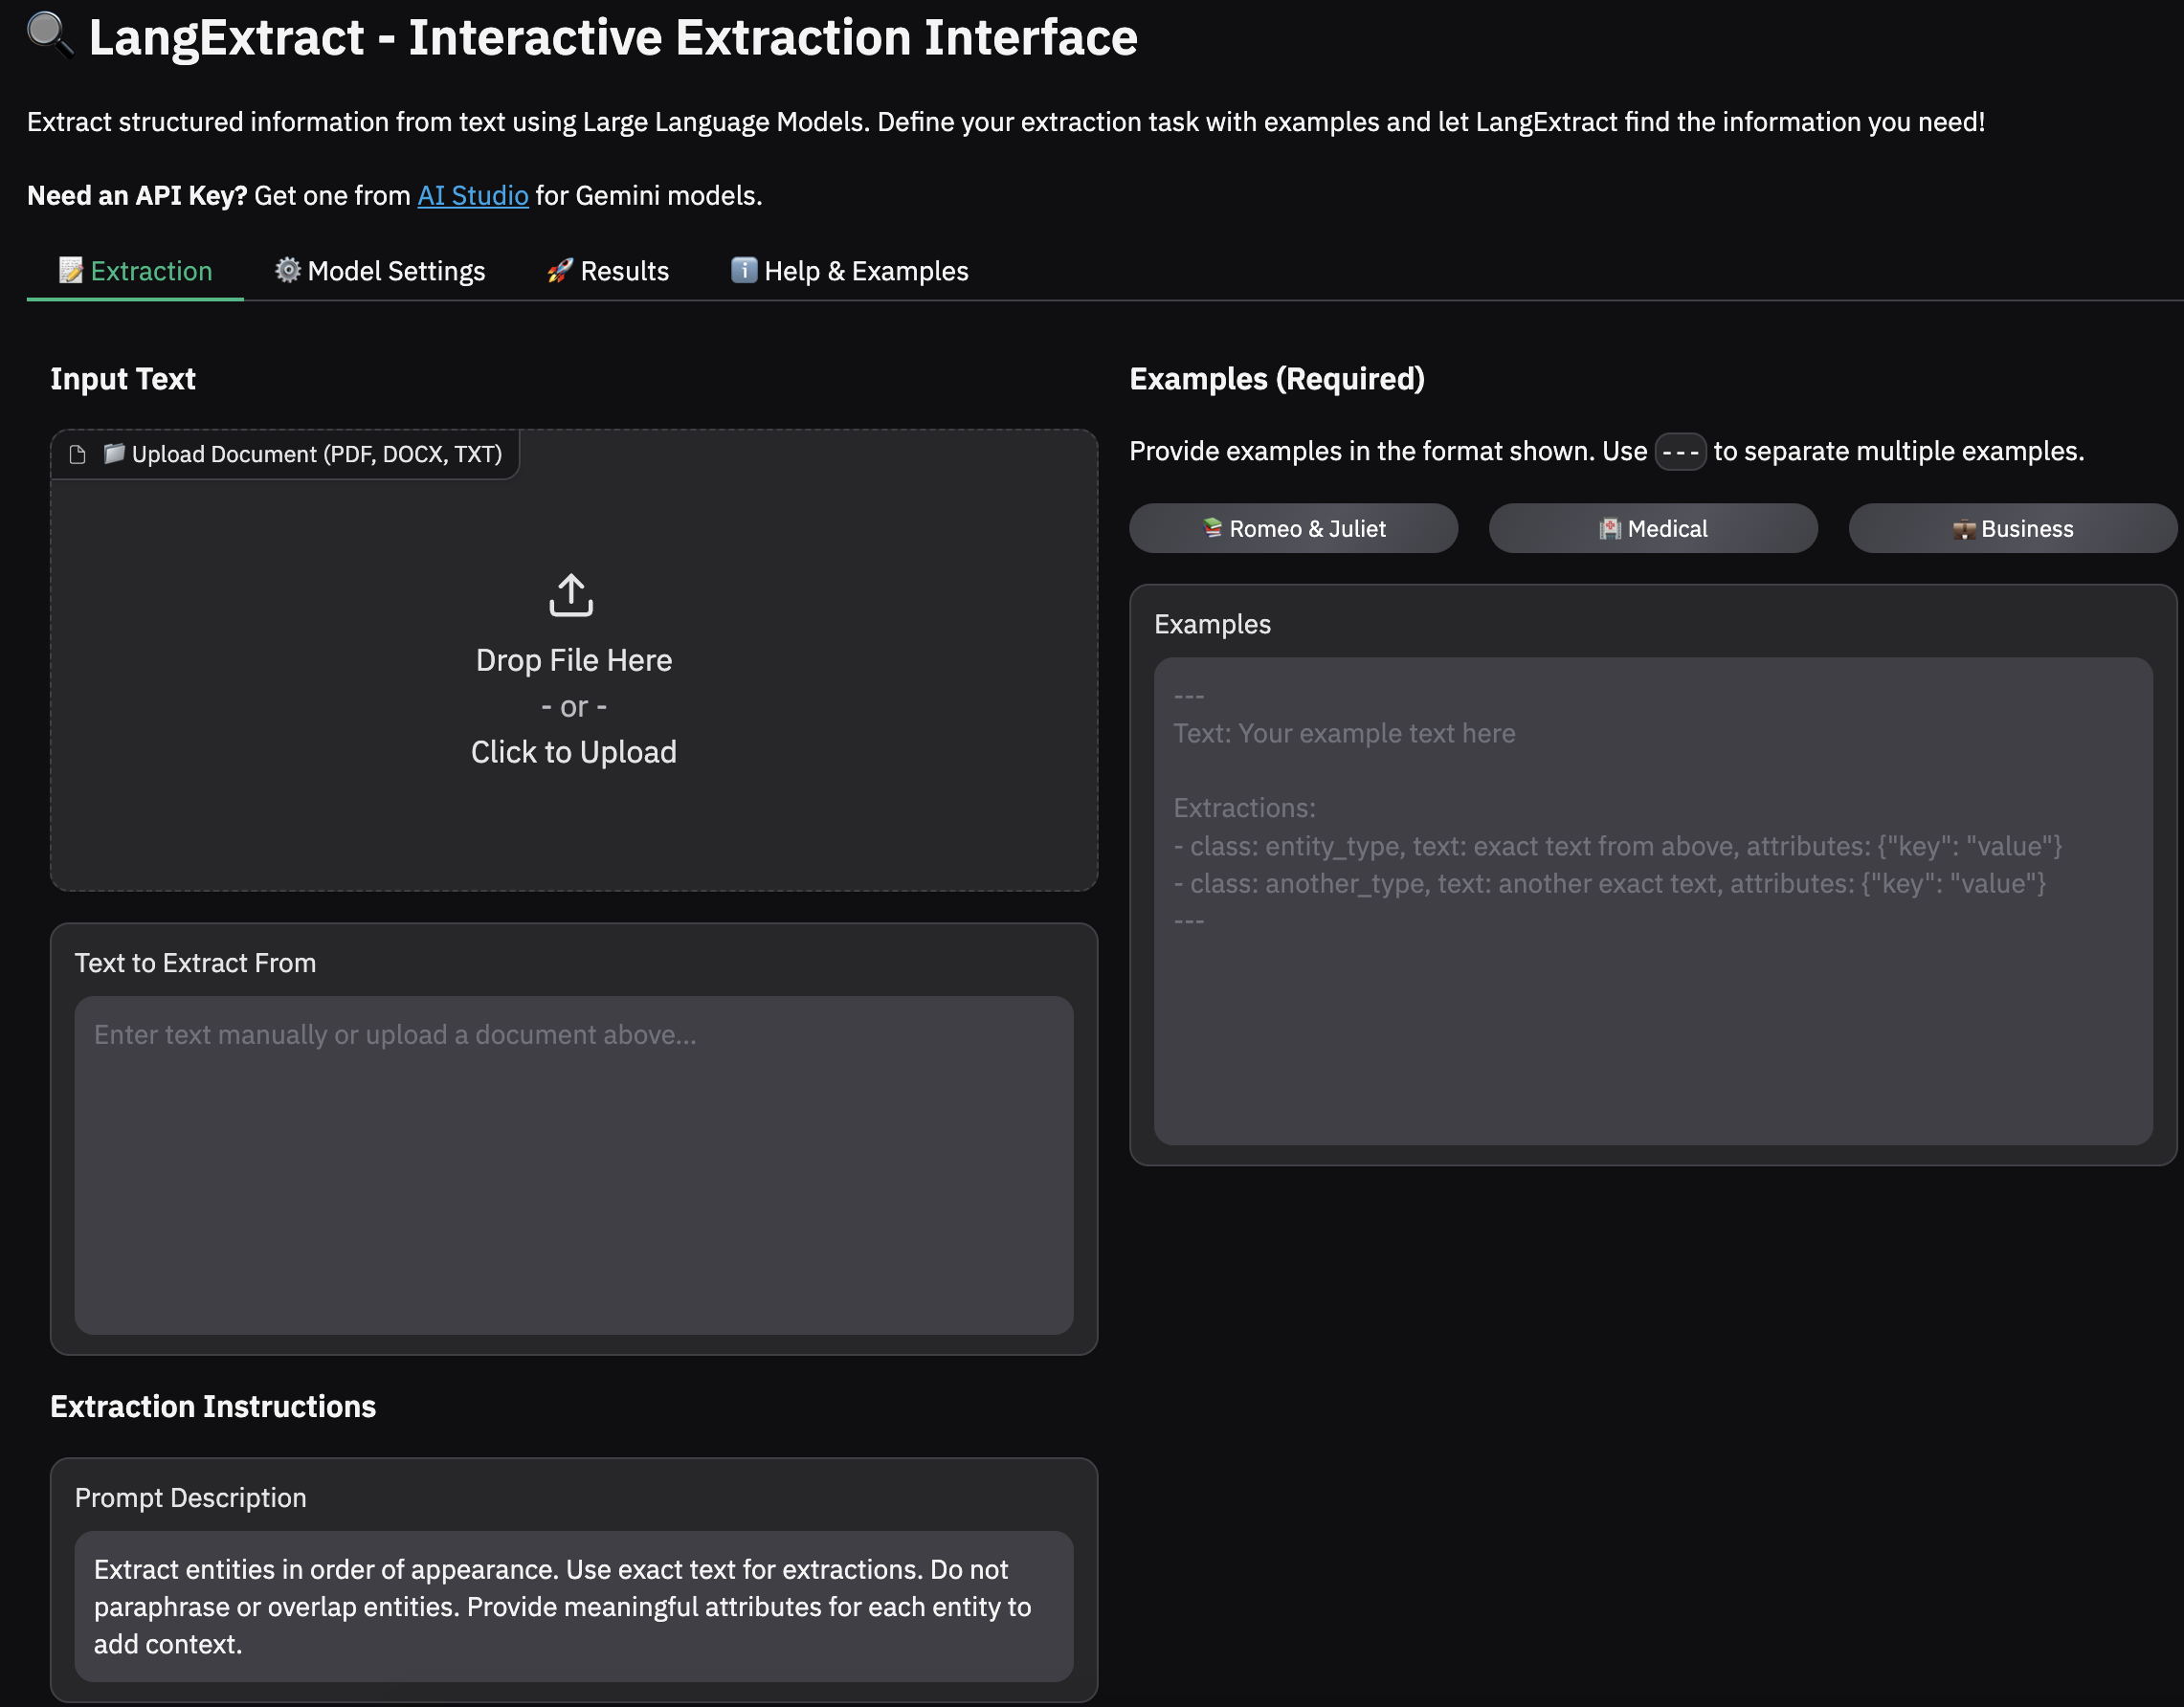 LangExtract - Interactive Extraction Interface
Extract structured information from text using Large Language Models. Define your extraction task with examples and let LangExtract find the information you need!
Need an API Key? Get one from AI Studio for Gemini models.
Extraction
Model Settings
Results
Help & Examples
Input Text
Upload Document (PDF, DOCX, TXT)
Drop File Here
- or -
Click to Upload
Text to Extract From
Enter text manually or upload a document above...
Extraction Instructions
Prompt Description
Extract entities in order of appearance. Use exact text for extractions. Do not
paraphrase or overlap entities. Provide meaningful attributes for each entity to
add context.
Examples (Required)
Provide examples in the format shown. Use --- to separate multiple examples.
Romeo & Juliet
Medical
Business
Examples
---
Text: Your example text here
Extractions:
- class: entity_type, text: exact text from above, attributes: {"key": "value"}
- class: another_type, text: another exact text, attributes: {"key": "value"}
---